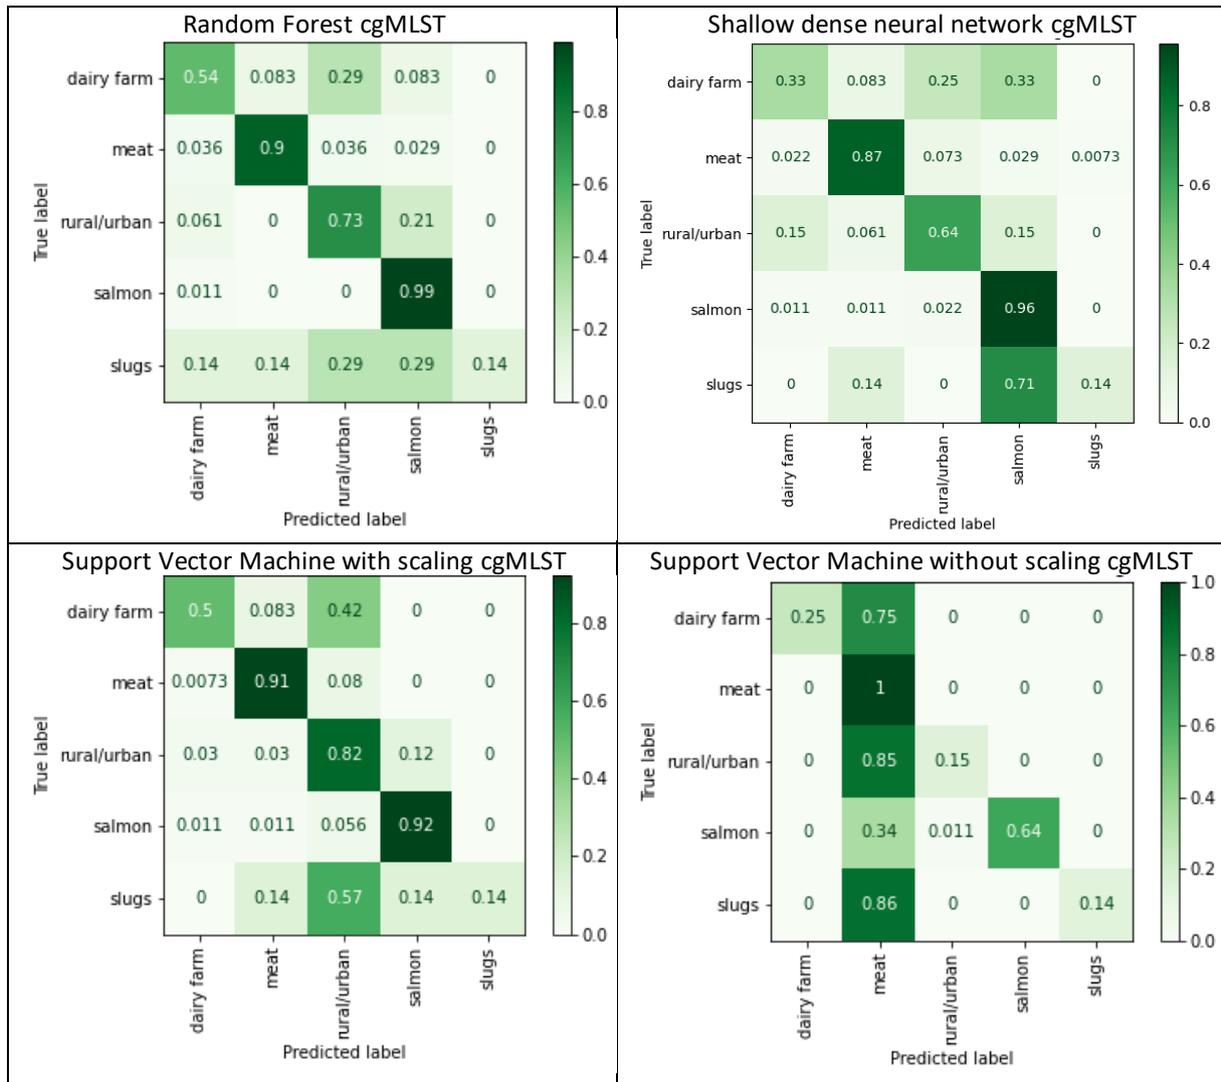 Random Forest cgMLST
dairy farm 0.54 0.083 0.29 0.083 0
meat 0.036 0.9 0.036 0.029 0
rural/urban 0.061 0 0.73 0.21 0
salmon 0.011 0 0 0.99 0
slugs 0.14 0.14 0.29 0.29 0.14
True label
0.8
0.6
0.4
0.2
0.0
dairy farm
meat
rural/urban
salmon
slugs
Predicted label
Shallow dense neural network cgMLST
dairy farm 0.33 0.083 0.25 0.33 0
meat 0.022 0.87 0.073 0.029 0.0073
rural/urban 0.15 0.061 0.64 0.15 0
salmon 0.011 0.011 0.022 0.96 0
slugs 0 0.14 0 0.71 0.14
True label
0.8
0.6
0.4
0.2
0.0
dairy farm
meat
rural/urban
salmon
slugs
Predicted label
Support Vector Machine with scaling cgMLST
dairy farm 0.5 0.083 0.42 0 0
meat 0.0073 0.91 0.08 0 0
rural/urban 0.03 0.03 0.82 0.12 0
salmon 0.011 0.011 0.056 0.92 0
slugs 0 0.14 0.57 0.14 0.14
True label
0.8
0.6
0.4
0.2
0.0
dairy farm
meat
rural/urban
salmon
slugs
Predicted label
Support Vector Machine without scaling cgMLST
dairy farm 0.25 0.75 0 0 0
meat 0 1 0 0 0
rural/urban 0 0.85 0.15 0 0
salmon 0 0.34 0.011 0.64 0
slugs 0 0.86 0 0 0.14
True label
1.0
0.8
0.6
0.4
0.2
0.0
dairy farm
meat
rural/urban
salmon
slugs
Predicted label